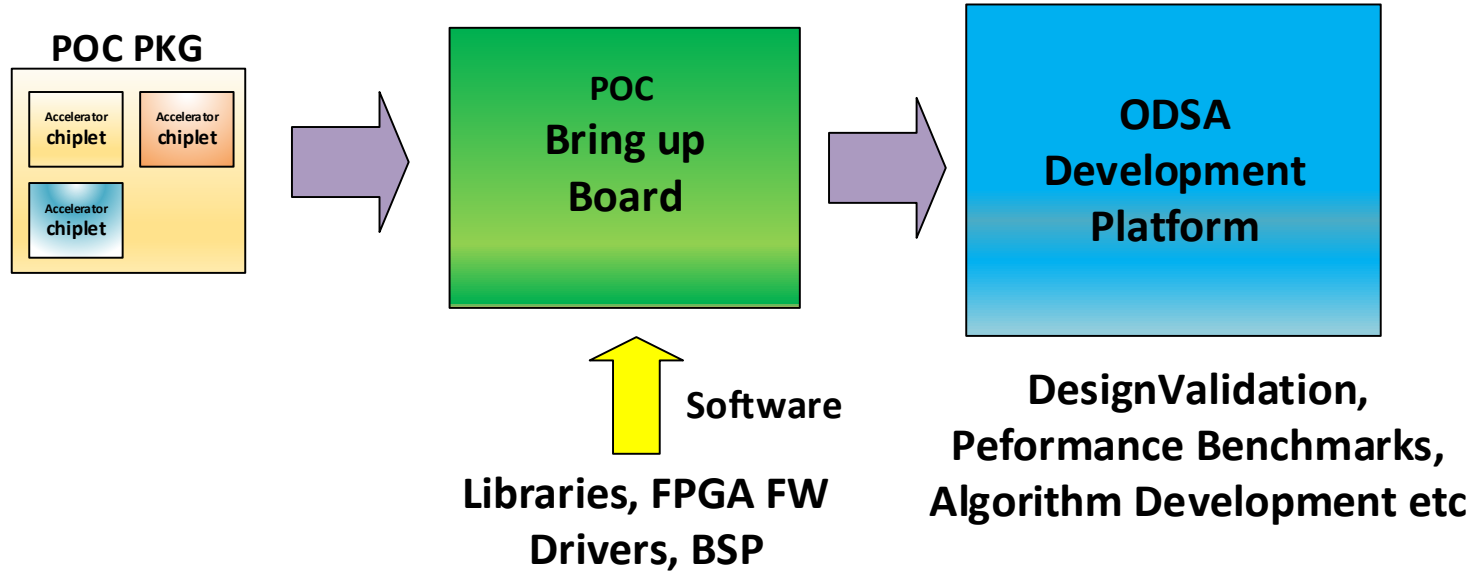 POC PKG
Accelerator
chiplet
Accelerator
chiplet
Accelerator
chiplet
POC
Bring up
Board
ODSA
Development
Platform
Software
Libraries, FPGA FW
Drivers, BSP
DesignValidation,
Peformance Benchmarks,
Algorithm Development etc